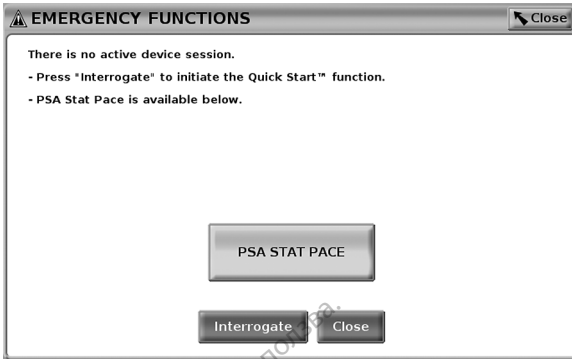 EMERGENCY FUNCTIONS
Close
There is no active device session.
- Press "Interrogate" to initiate the Quick Start™ function.
- PSA Stat Pace is available below.
PSA STAT PACE
Interrogate
Close